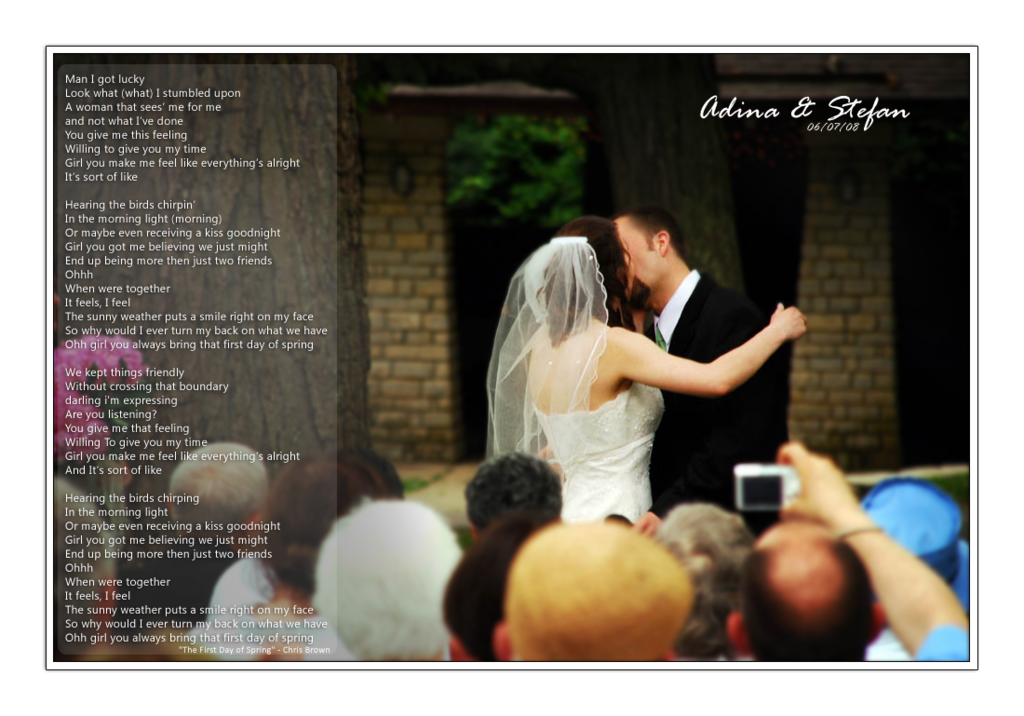 Man I got lucky
Look what (what) I stumbled upon
A woman that sees' me for me
and not what I've done
You give me this feeling
Willing to give you my time
Girl you make me feel like everything's alright
It's sort of like
Hearing the birds chirpin'
In the morning light (morning)
Or maybe even receiving a kiss goodnight
Girl you got me believing we just might
End up being more then just two friends
Ohhh
When were together
It feels, I feel
The sunny weather puts a smile right on my face
So why would I ever turn my back on what we have
Ohh girl you always bring that first day of spring
We kept things friendly
Without crossing that boundary
darling i'm expressing
Are you listening?
You give me that feeling
Willing To give you my time
Girl you make me feel like everything's alright
And It's sort of like
Hearing the birds chirping
In the morning light
Or maybe even receiving a kiss goodnight
Girl you got me believing we just might
End up being more then just two friends
Ohhh
When were together
It feels, I feel
The sunny weather puts a smile right on my face
So why would I ever turn my back on what we have
Ohh girl you always bring that first day of spring
"The First Day of Spring" - Chris Brown
Adina & Stefan
06/07/08